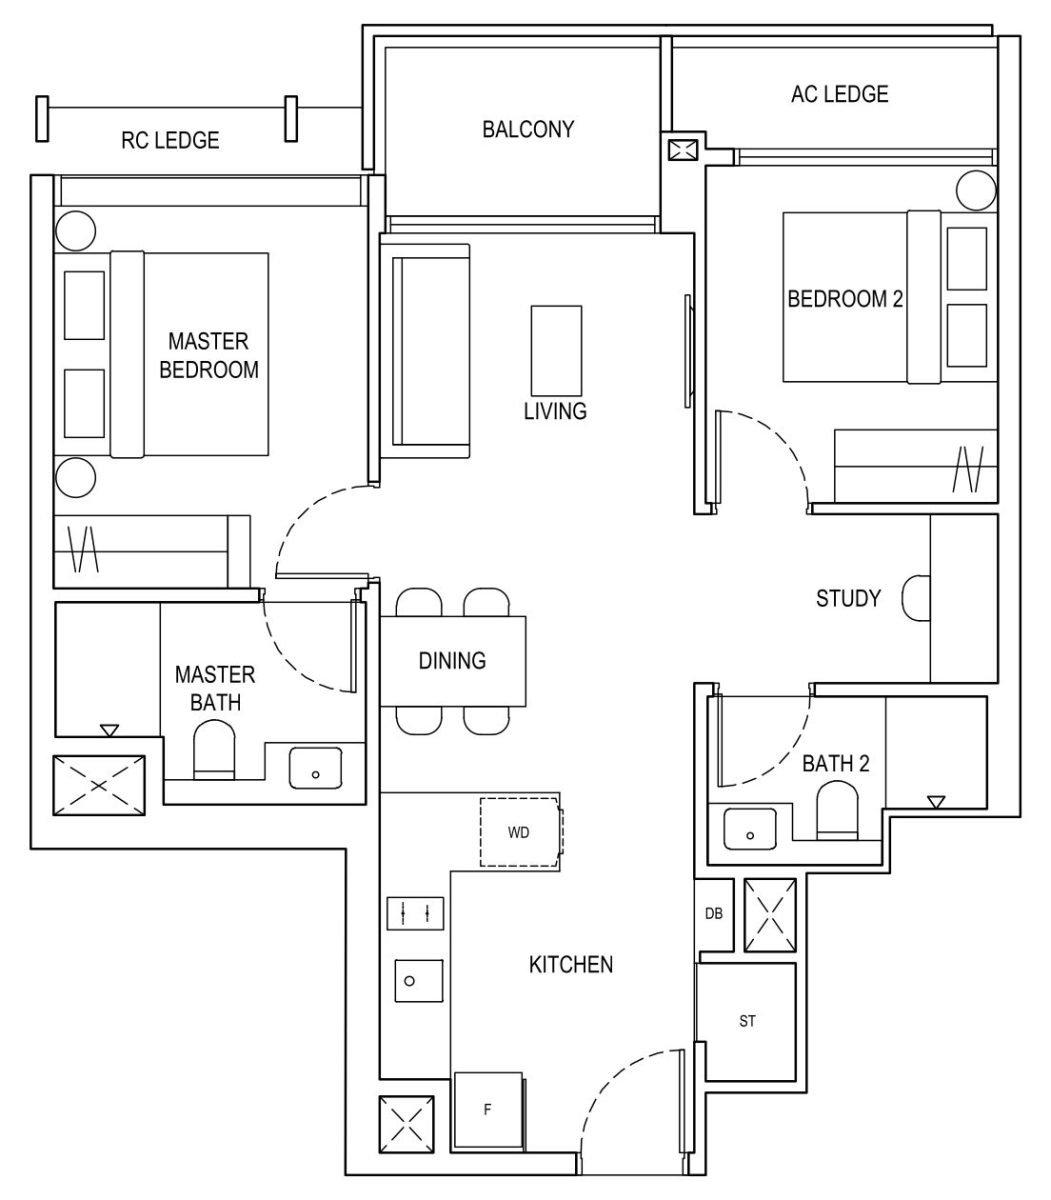 AC LEDGE
BALCONY
RC LEDGE
BEDROOM 2
MASTER
BEDROOM
LIVING
STUDY
DINING
MASTER
BATH
BATH 2
WD
DB
KITCHEN
ST
F